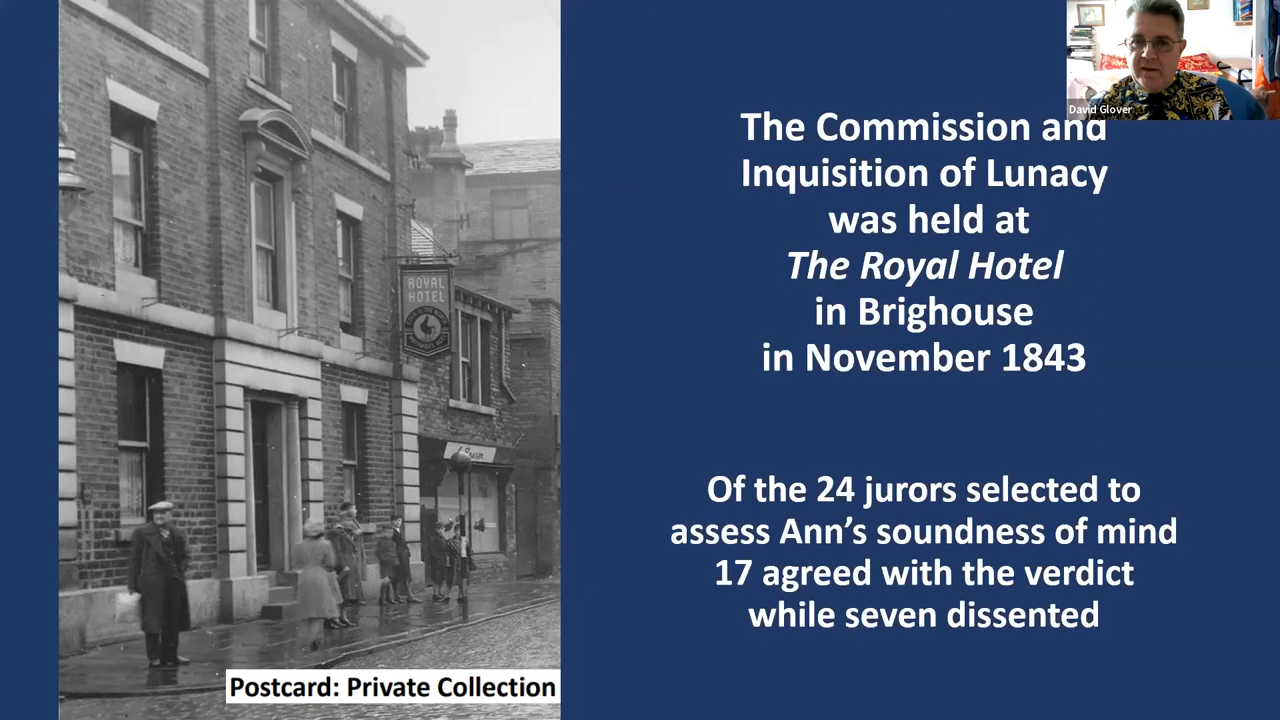 David Glover
The Commission and
Inquisition of Lunacy
was held at
The Royal Hotel
in Brighouse
in November 1843
Of the 24 jurors selected to
assess Ann’s soundness of mind
17 agreed with the verdict
while seven dissented
ROYAL
HOTEL
Postcard: Private Collection